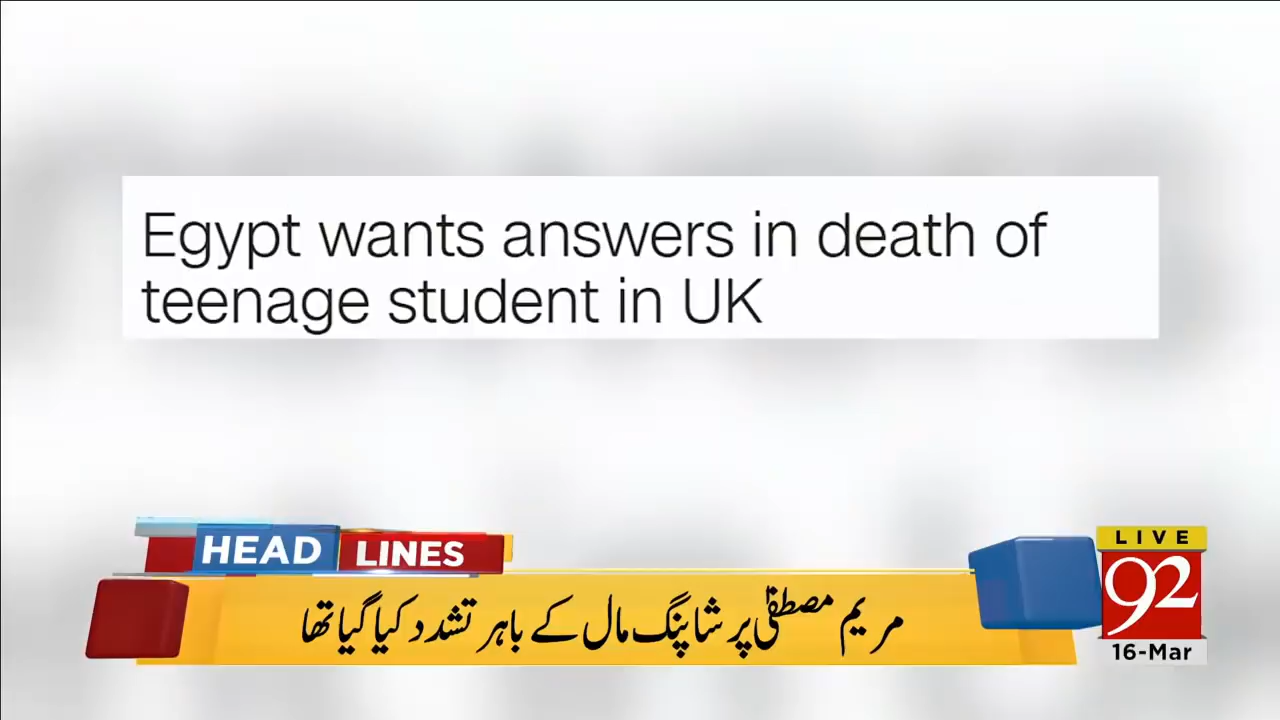 Egypt wants answers in death of
teenage student in UK
HEAD LINES
مریم مصطفیٰ پر شاپنگ مال کے باہر تشدد کیا گیا تھا
LIVE
92
16-Mar